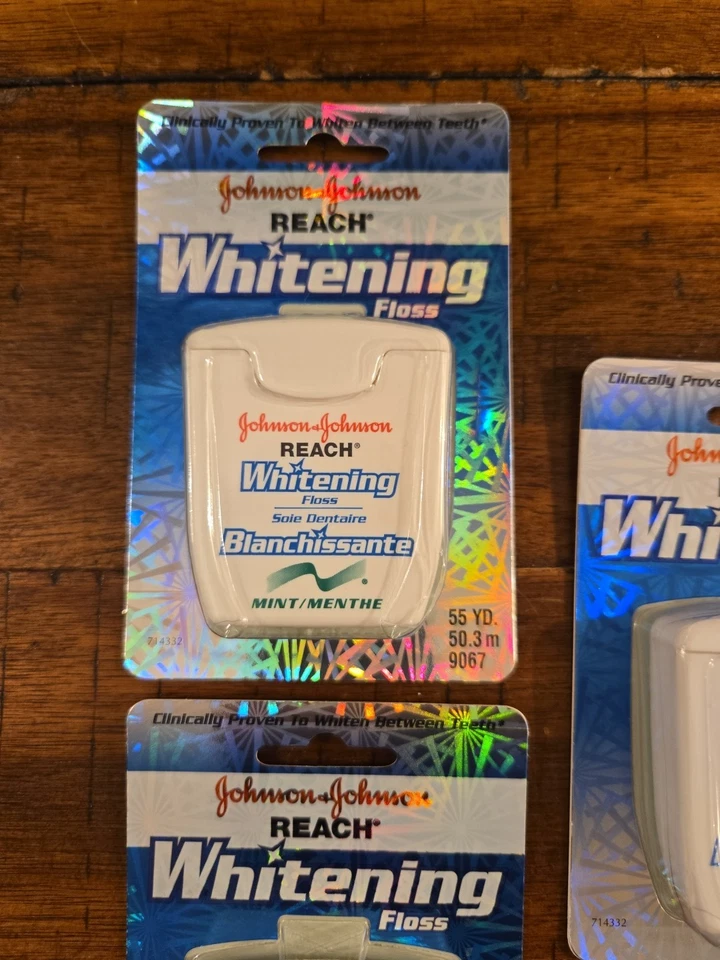 Clinically Proven To Whiten Between Teeth*
Johnson+Johnson
REACH®
Whitening
Floss
Johnson+Johnson
REACH®
Whitening
Floss
Soie Dentaire
Blanchissante
MINT/MENTHE
714332
55 YD.
50.3 m
9067
Clinically Proven To Whiten Between Teeth*
Johnson+Johnson
REACH®
Whitening
Floss
Clinically Prove
John
Whi
714332